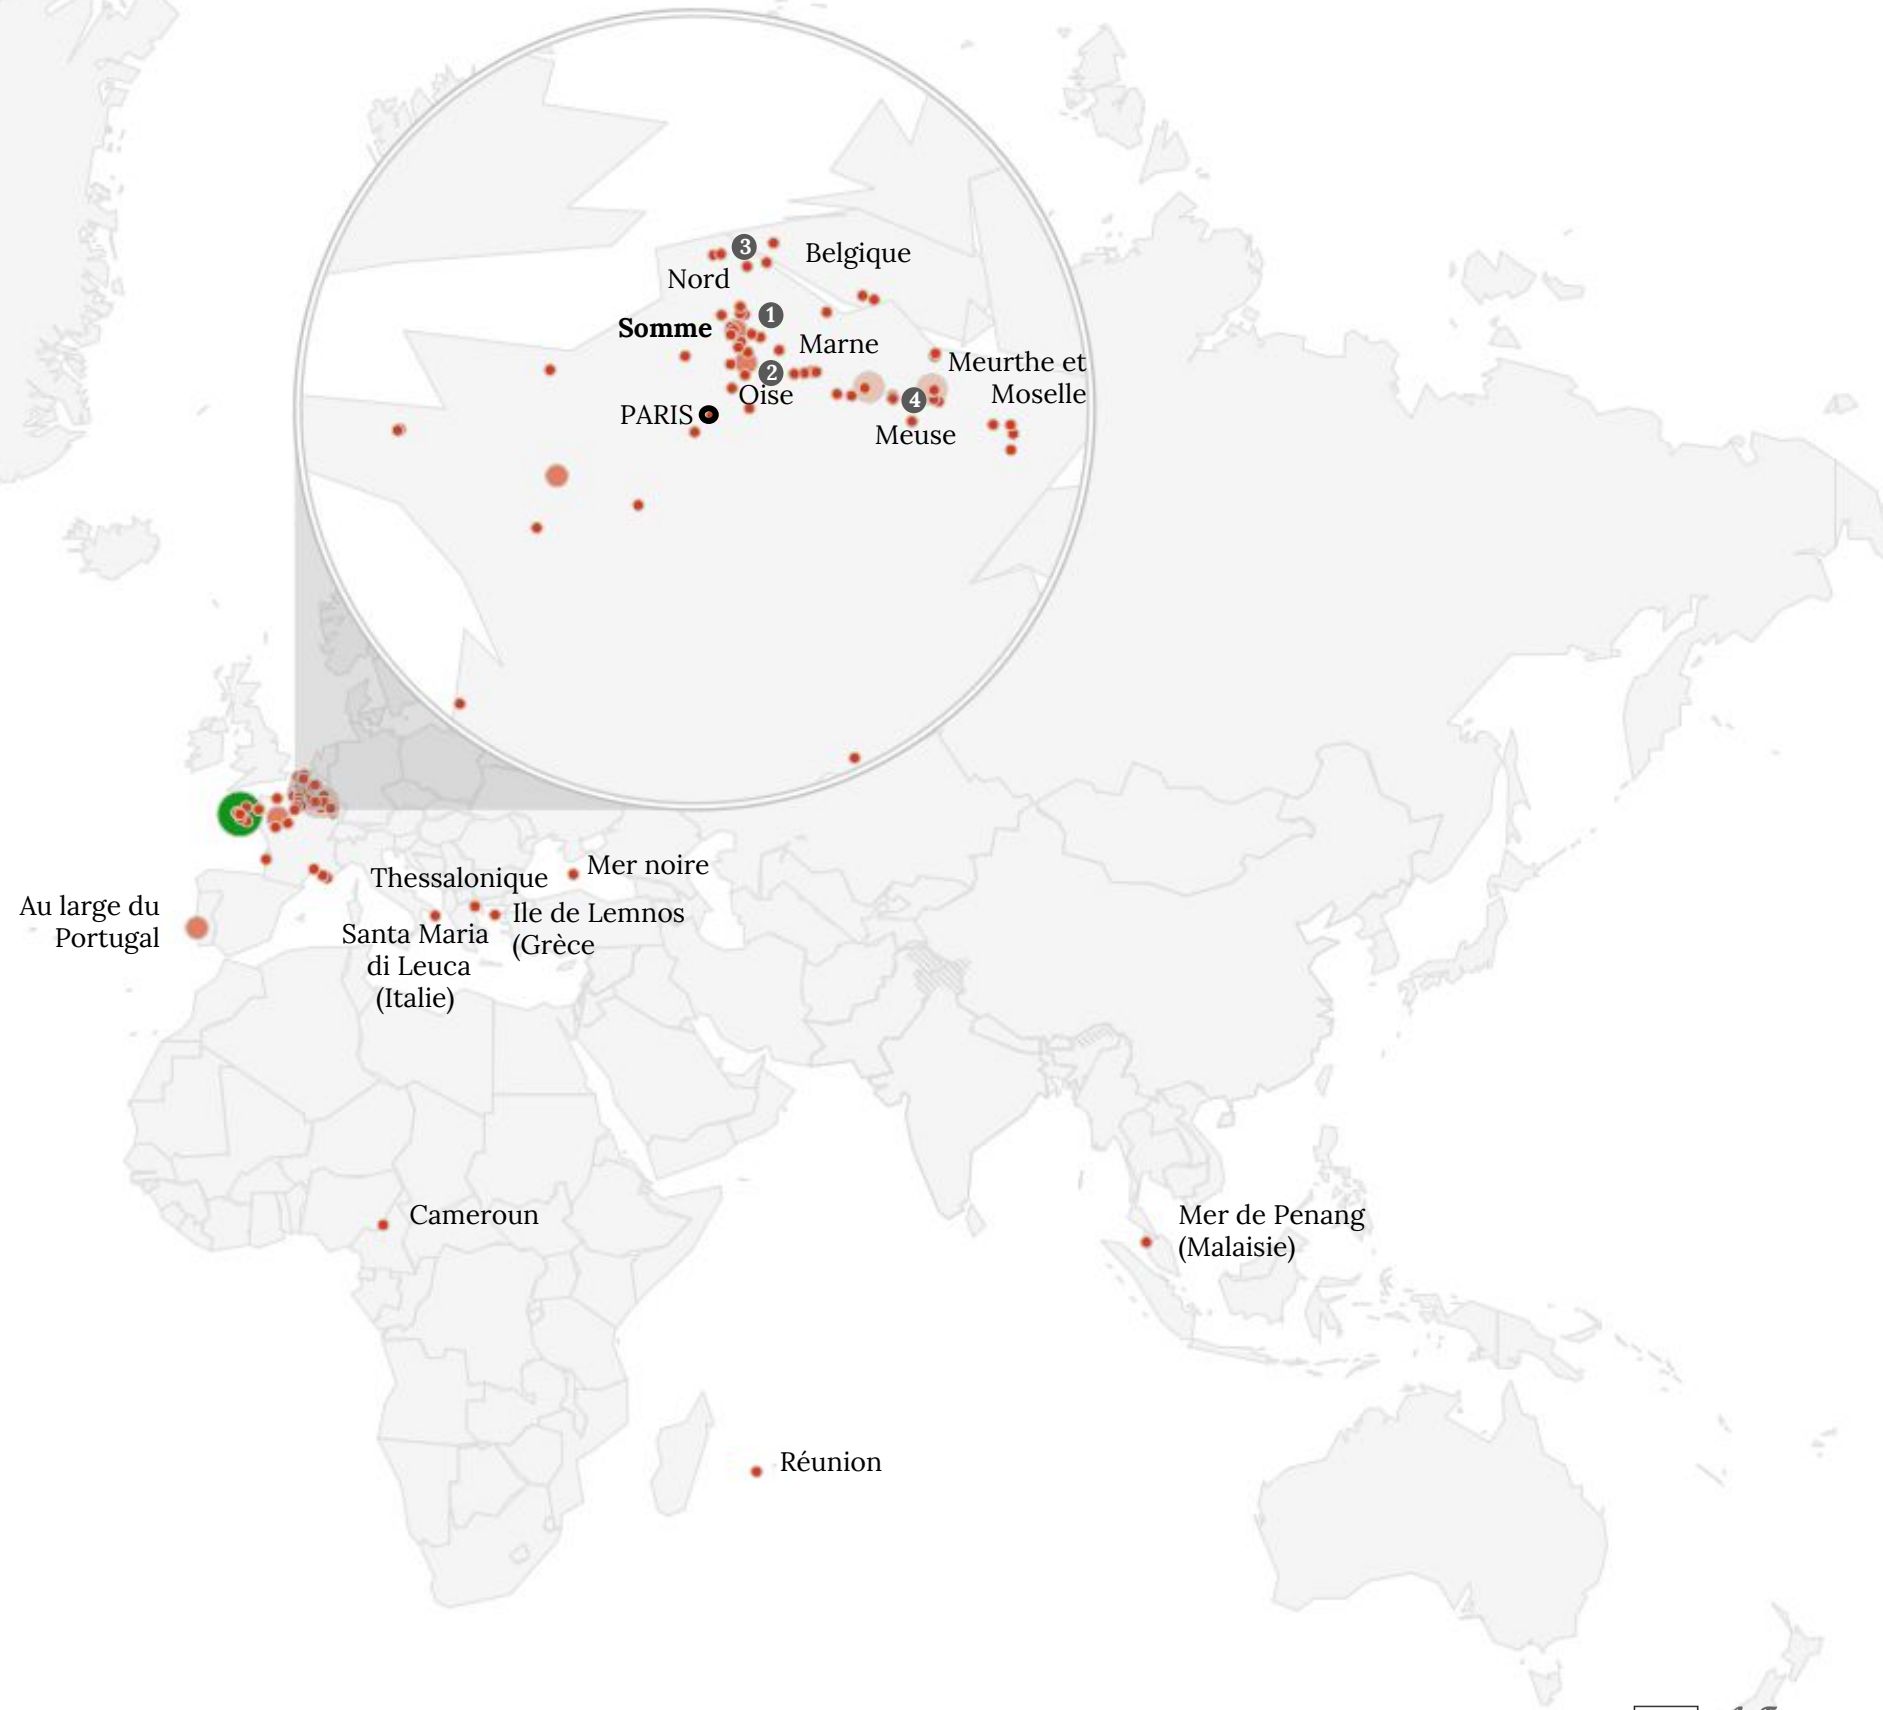 3
Belgique
Nord
1
Somme
Marne
Meurthe et
Moselle
2
Oise
4
PARIS
Meuse
Mer noire
Thessalonique
Au large du
Portugal
Ile de Lemnos
(Grèce
Santa Maria
di Leuca
(Italie)
Cameroun
Mer de Penang
(Malaisie)
Réunion